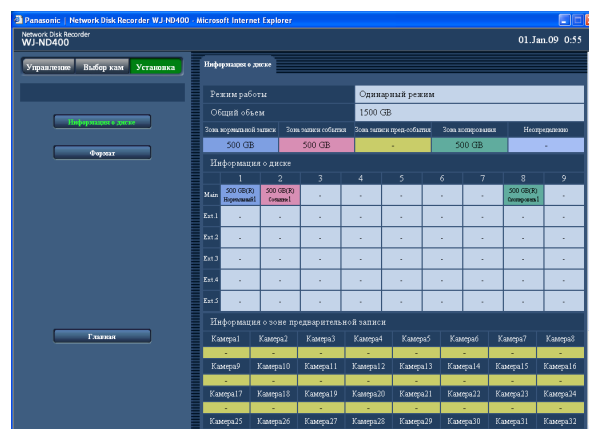 Panasonic | Network Disk Recorder WJ-ND400 - Microsoft Internet Explorer
Network Disk Recorder
WJ-ND400
01.Jan.09 0:55
Управление Выбор кам Установка
Информация о диске
Информация о диске
Формат
Главная
Режим работы Одинарный режим
Общий объем 1500 GB
Зона нормальной записи Зона записи события Зона записи пред-события Зона копирования Неопределено
500 GB 500 GB - 500 GB -
Информация о диске
1 2 3 4 5 6 7 8 9
Main 500 GB(R) 500 GB(R) - - - - - 500 GB(R) -
Нормальный1 Событие1 Копирован1
Ext.1 - - - - - - - - -
Ext.2 - - - - - - - - -
Ext.3 - - - - - - - - -
Ext.4 - - - - - - - - -
Ext.5 - - - - - - - - -
Информация о зоне предварительной записи
Камера1 Камера2 Камера3 Камера4 Камера5 Камера6 Камера7 Камера8
- - - - - - - -
Камера9 Камера10 Камера11 Камера12 Камера13 Камера14 Камера15 Камера16
- - - - - - - -
Камера17 Камера18 Камера19 Камера20 Камера21 Камера22 Камера23 Камера24
- - - - - - - -
Камера25 Камера26 Камера27 Камера28 Камера29 Камера30 Камера31 Камера32